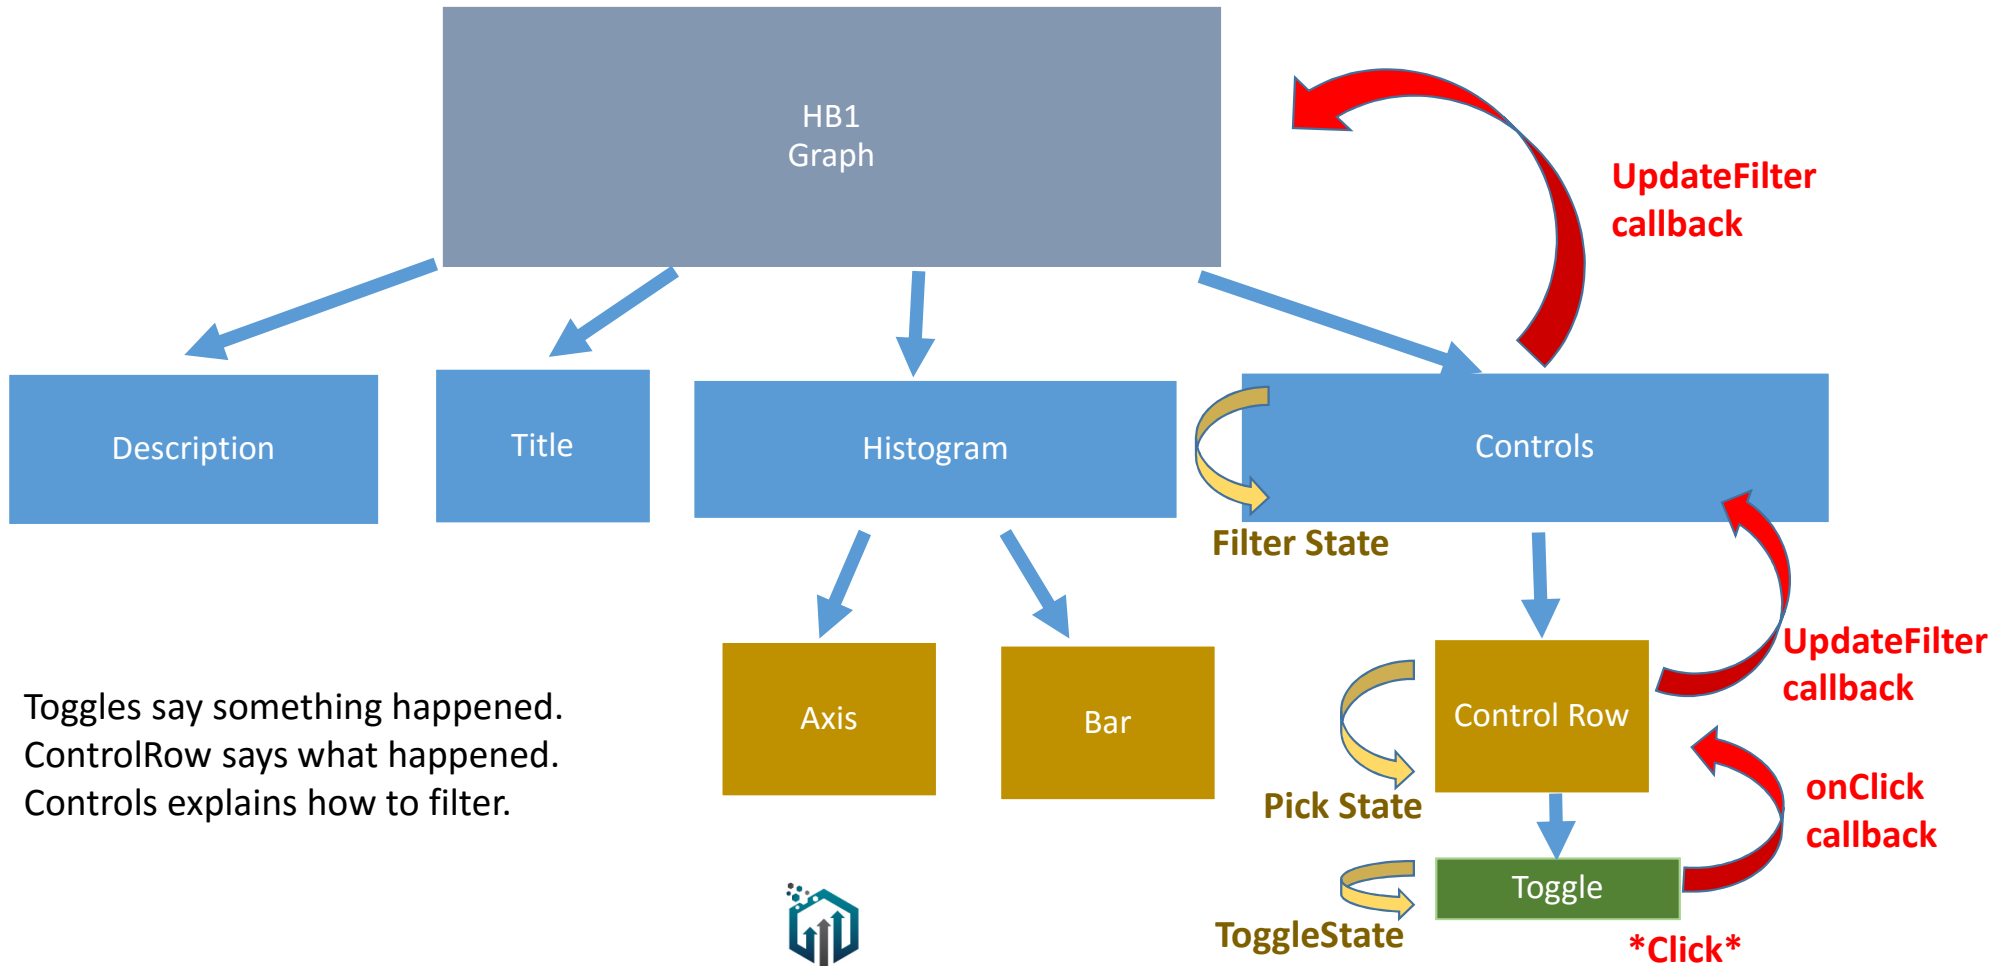 HB1
Graph
UpdateFilter
callback
Description
Title
Histogram
Controls
Filter State
Axis
Bar
Control Row
UpdateFilter
callback
Toggles say something happened.
ControlRow says what happened.
Controls explains how to filter.
Pick State
onClick
callback
Toggle
ToggleState
*Click*